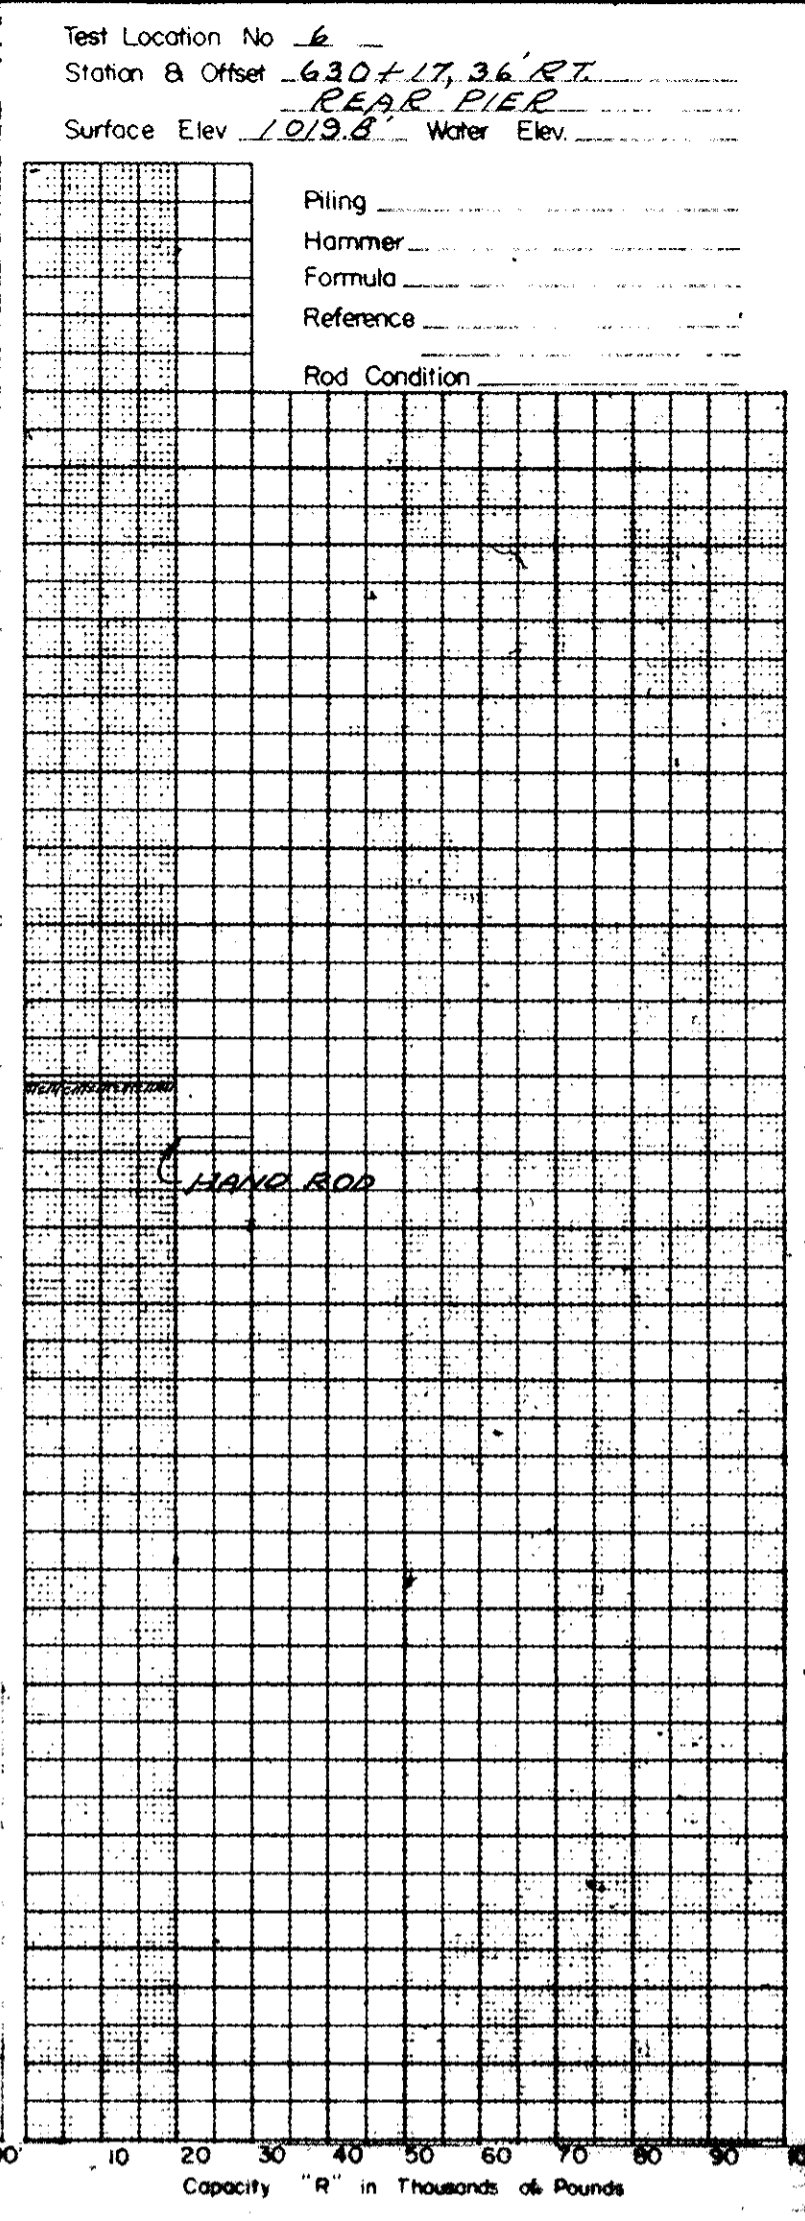 Test Location No 6
Station & Offset 630+17, 36' RT.
REAR PIER
Surface Elev 1019.8' Water Elev.
Piling
Hammer
Formula
Reference
Rod Condition
HAND ROD
10 20 30 40 50 60 70 80 90
Capacity "R" in Thousands of Pounds